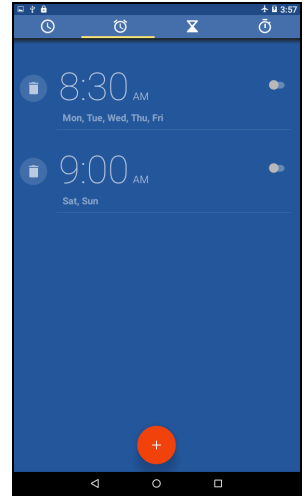 3:57
8:30 AM
Mon, Tue, Wed, Thu, Fri
9:00 AM
Sat, Sun